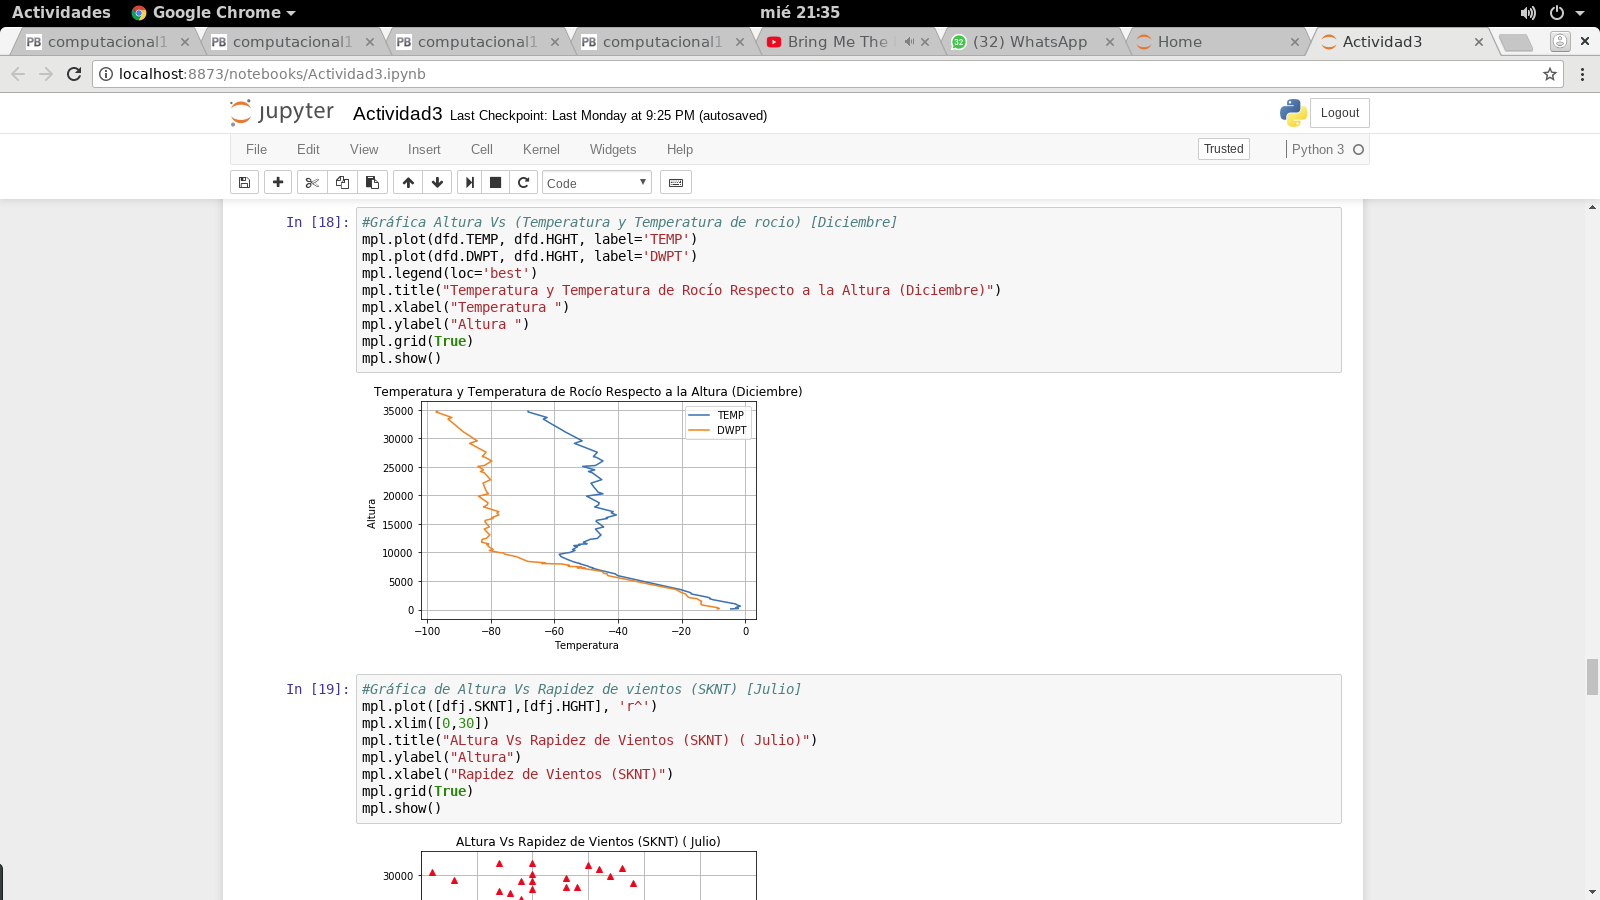 Actividades
Google Chrome
mié 21:35
PB computacional1
PB computacional1
PB computacional1
PB computacional1
Bring Me The
(32) WhatsApp
Home
Actividad3
localhost:8873/notebooks/Actividad3.ipynb
jupyter Actividad3 Last Checkpoint: Last Monday at 9:25 PM (autosaved)
Logout
File Edit View Insert Cell Kernel Widgets Help
Trusted
Python 3
Code
In [18]:
#Gráfica Altura Vs (Temperatura y Temperatura de rocio) [Diciembre]
mpl.plot(dfd.TEMP, dfd.HGHT, label='TEMP')
mpl.plot(dfd.DWPT, dfd.HGHT, label='DWPT')
mpl.legend(loc='best')
mpl.title("Temperatura y Temperatura de Rocío Respecto a la Altura (Diciembre)")
mpl.xlabel("Temperatura ")
mpl.ylabel("Altura ")
mpl.grid(True)
mpl.show()
Temperatura y Temperatura de Rocío Respecto a la Altura (Diciembre)
TEMP
DWPT
35000
30000
25000
20000
15000
10000
5000
0
Altura
−100 −80 −60 −40 −20 0
Temperatura
In [19]:
#Gráfica de Altura Vs Rapidez de vientos (SKNT) [Julio]
mpl.plot([dfj.SKNT],[dfj.HGHT], 'r^')
mpl.xlim([0,30])
mpl.title("ALtura Vs Rapidez de Vientos (SKNT) ( Julio)")
mpl.ylabel("Altura")
mpl.xlabel("Rapidez de Vientos (SKNT)")
mpl.grid(True)
mpl.show()
ALtura Vs Rapidez de Vientos (SKNT) ( Julio)
30000